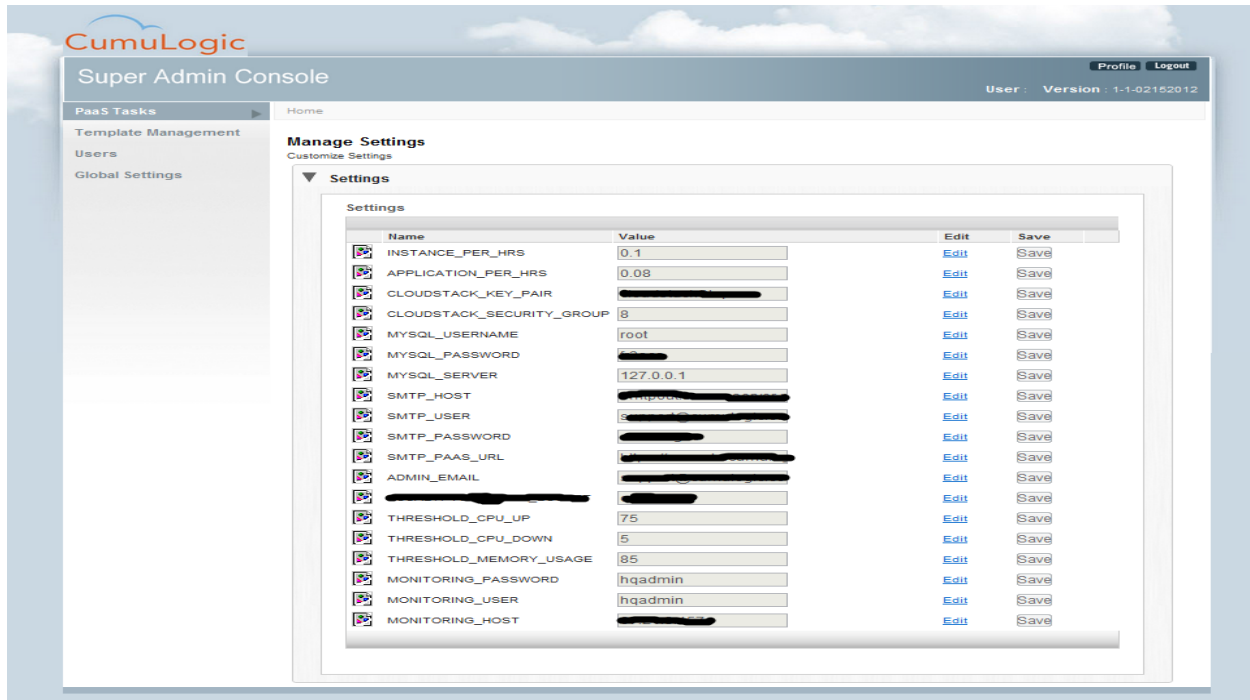 CumuLogic
Super Admin Console
Profile Logout
User : Version : 1-1-02152012
PaaS Tasks
Template Management
Users
Global Settings
Home
Manage Settings
Customize Settings
Settings
Settings
Name Value Edit Save
INSTANCE_PER_HRS 0.1 Edit Save
APPLICATION_PER_HRS 0.08 Edit Save
CLOUDSTACK_KEY_PAIR Edit Save
CLOUDSTACK_SECURITY_GROUP 8 Edit Save
MYSQL_USERNAME root Edit Save
MYSQL_PASSWORD Edit Save
MYSQL_SERVER 127.0.0.1 Edit Save
SMTP_HOST Edit Save
SMTP_USER Edit Save
SMTP_PASSWORD Edit Save
SMTP_PAAS_URL Edit Save
ADMIN_EMAIL Edit Save
Edit Save
THRESHOLD_CPU_UP 75 Edit Save
THRESHOLD_CPU_DOWN 5 Edit Save
THRESHOLD_MEMORY_USAGE 85 Edit Save
MONITORING_PASSWORD hqadmin Edit Save
MONITORING_USER hqadmin Edit Save
MONITORING_HOST Edit Save